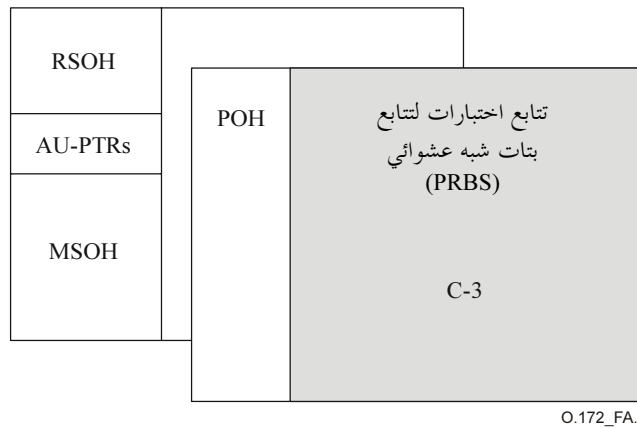 RSOH
AU-PTRs
MSOH
POH
تتابع اختبارات لتتابع
بتات شبه عشوائي
(PRBS)
C-3
O.172_FA.